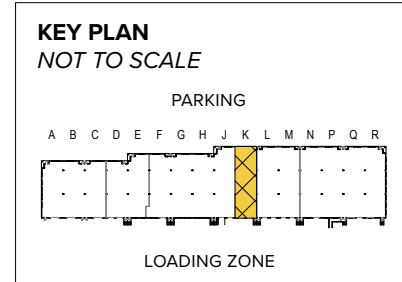 KEY PLAN
NOT TO SCALE
PARKING
A B C D E F G H J K L M N P Q R
LOADING ZONE